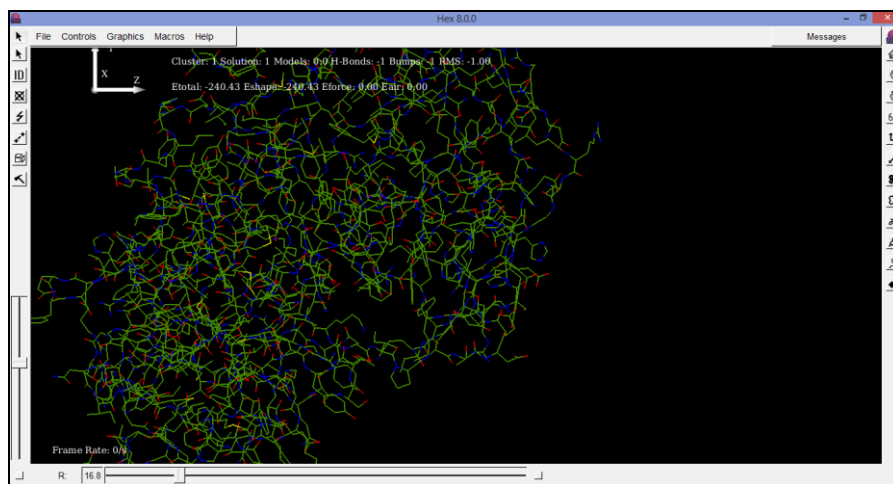 Hex 8.0.0
File Controls Graphics Macros Help Messages
Cluster: 1 Solution: 1 Models: 0:0 H-Bonds: -1 Bumps: -1 RMS: -1.00
X Z
Etotal: -240.43 Eshape: -240.43 Eforce: 0.00 Eair: 0.00
ID
Frame Rate: 0/s
R: 16.8